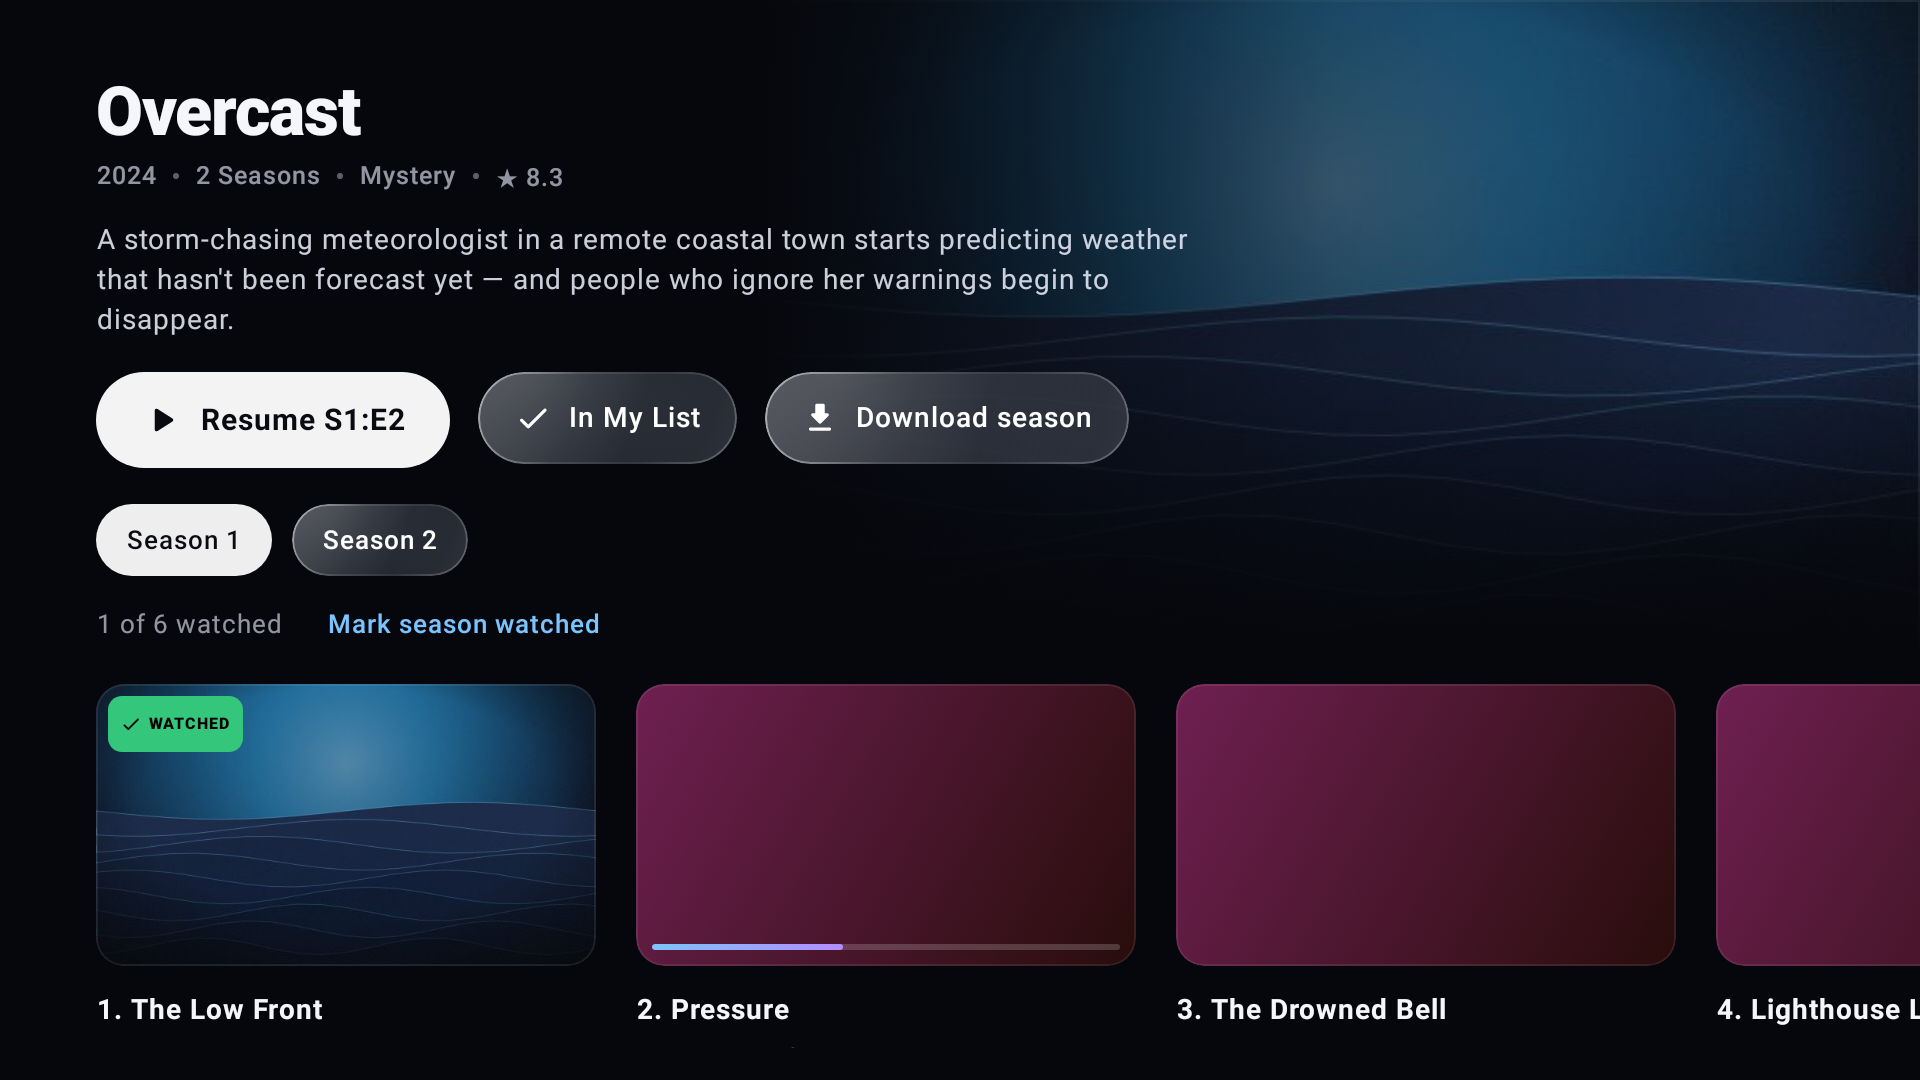 Overcast
2024 • 2 Seasons • Mystery • ★ 8.3
A storm-chasing meteorologist in a remote coastal town starts predicting weather
that hasn't been forecast yet — and people who ignore her warnings begin to
disappear.
Resume S1:E2
In My List
Download season
Season 1
Season 2
1 of 6 watched
Mark season watched
WATCHED
1. The Low Front
2. Pressure
3. The Drowned Bell
4. Lighthouse